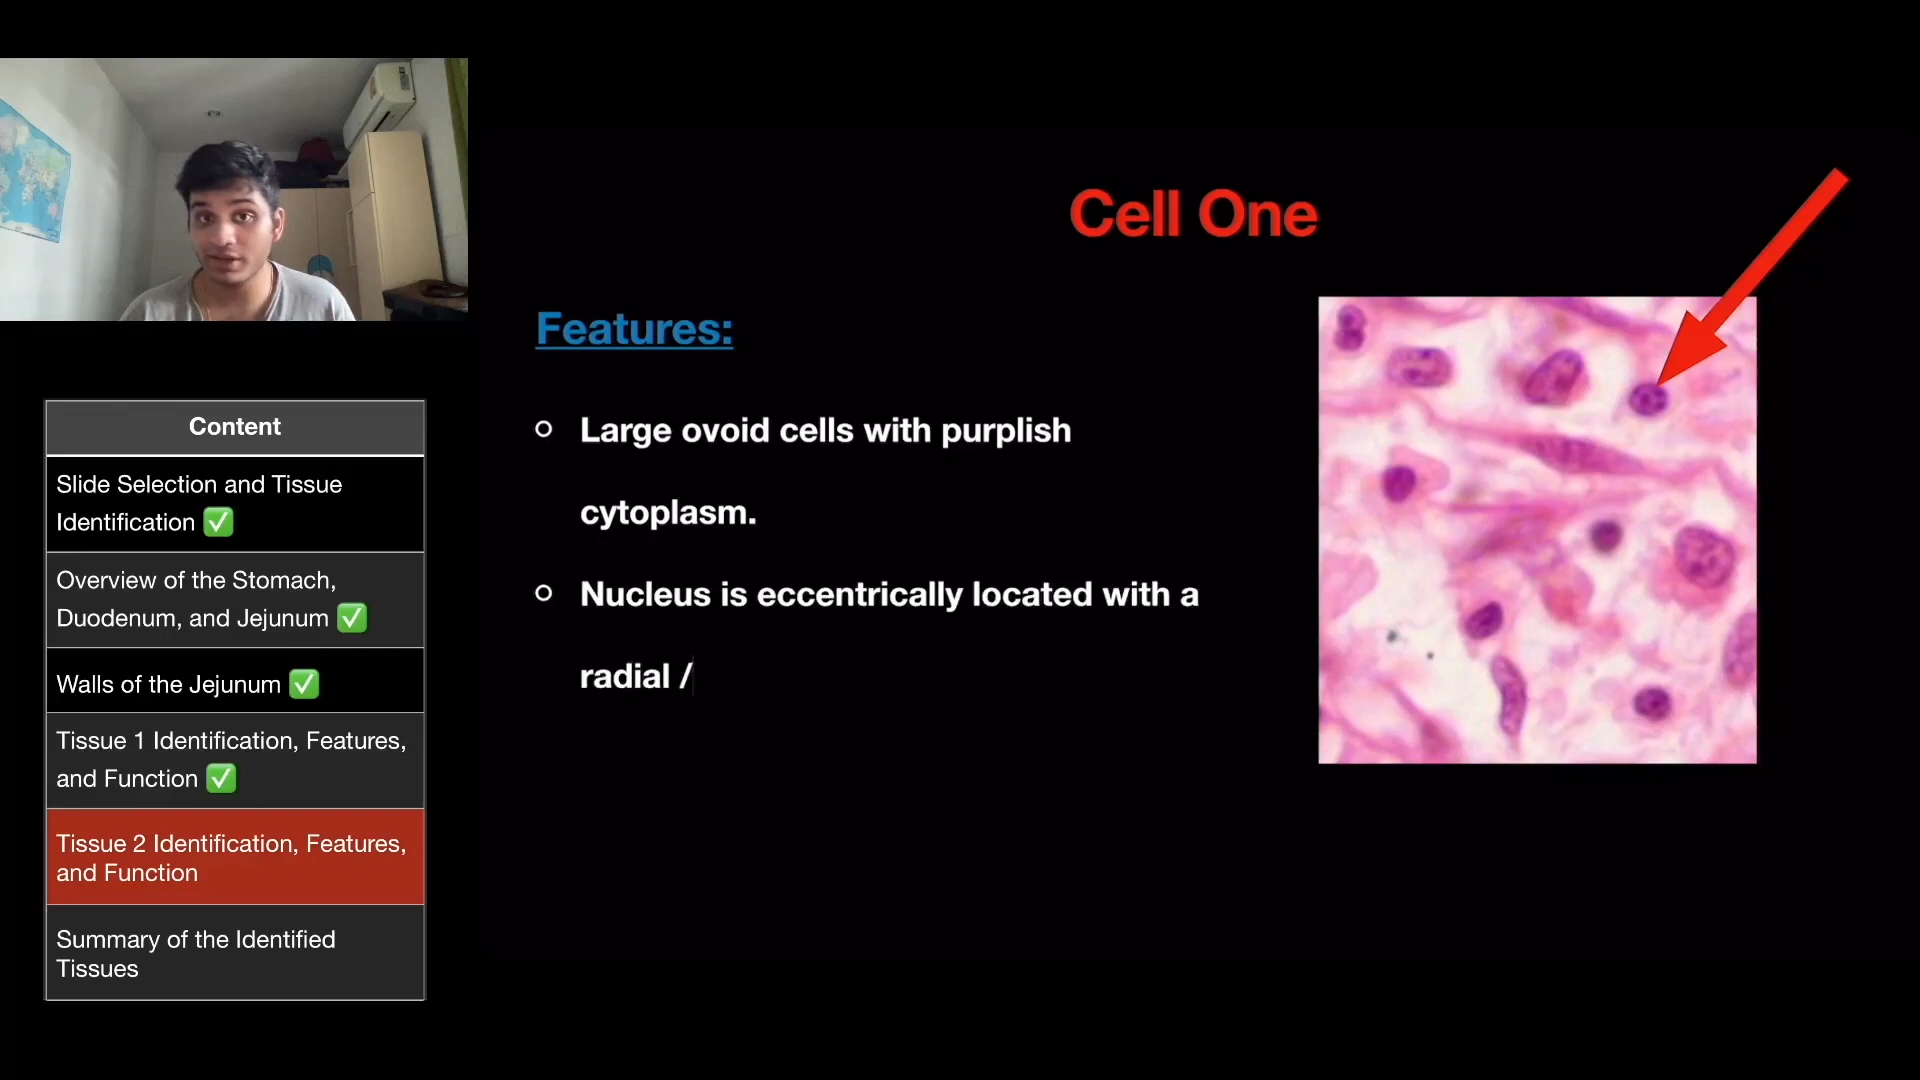 Cell One
Features:
Large ovoid cells with purplish
cytoplasm.
Nucleus is eccentrically located with a
radial /
Content
Slide Selection and Tissue
Identification ✅
Overview of the Stomach,
Duodenum, and Jejunum ✅
Walls of the Jejunum ✅
Tissue 1 Identification, Features,
and Function ✅
Tissue 2 Identification, Features,
and Function
Summary of the Identified
Tissues